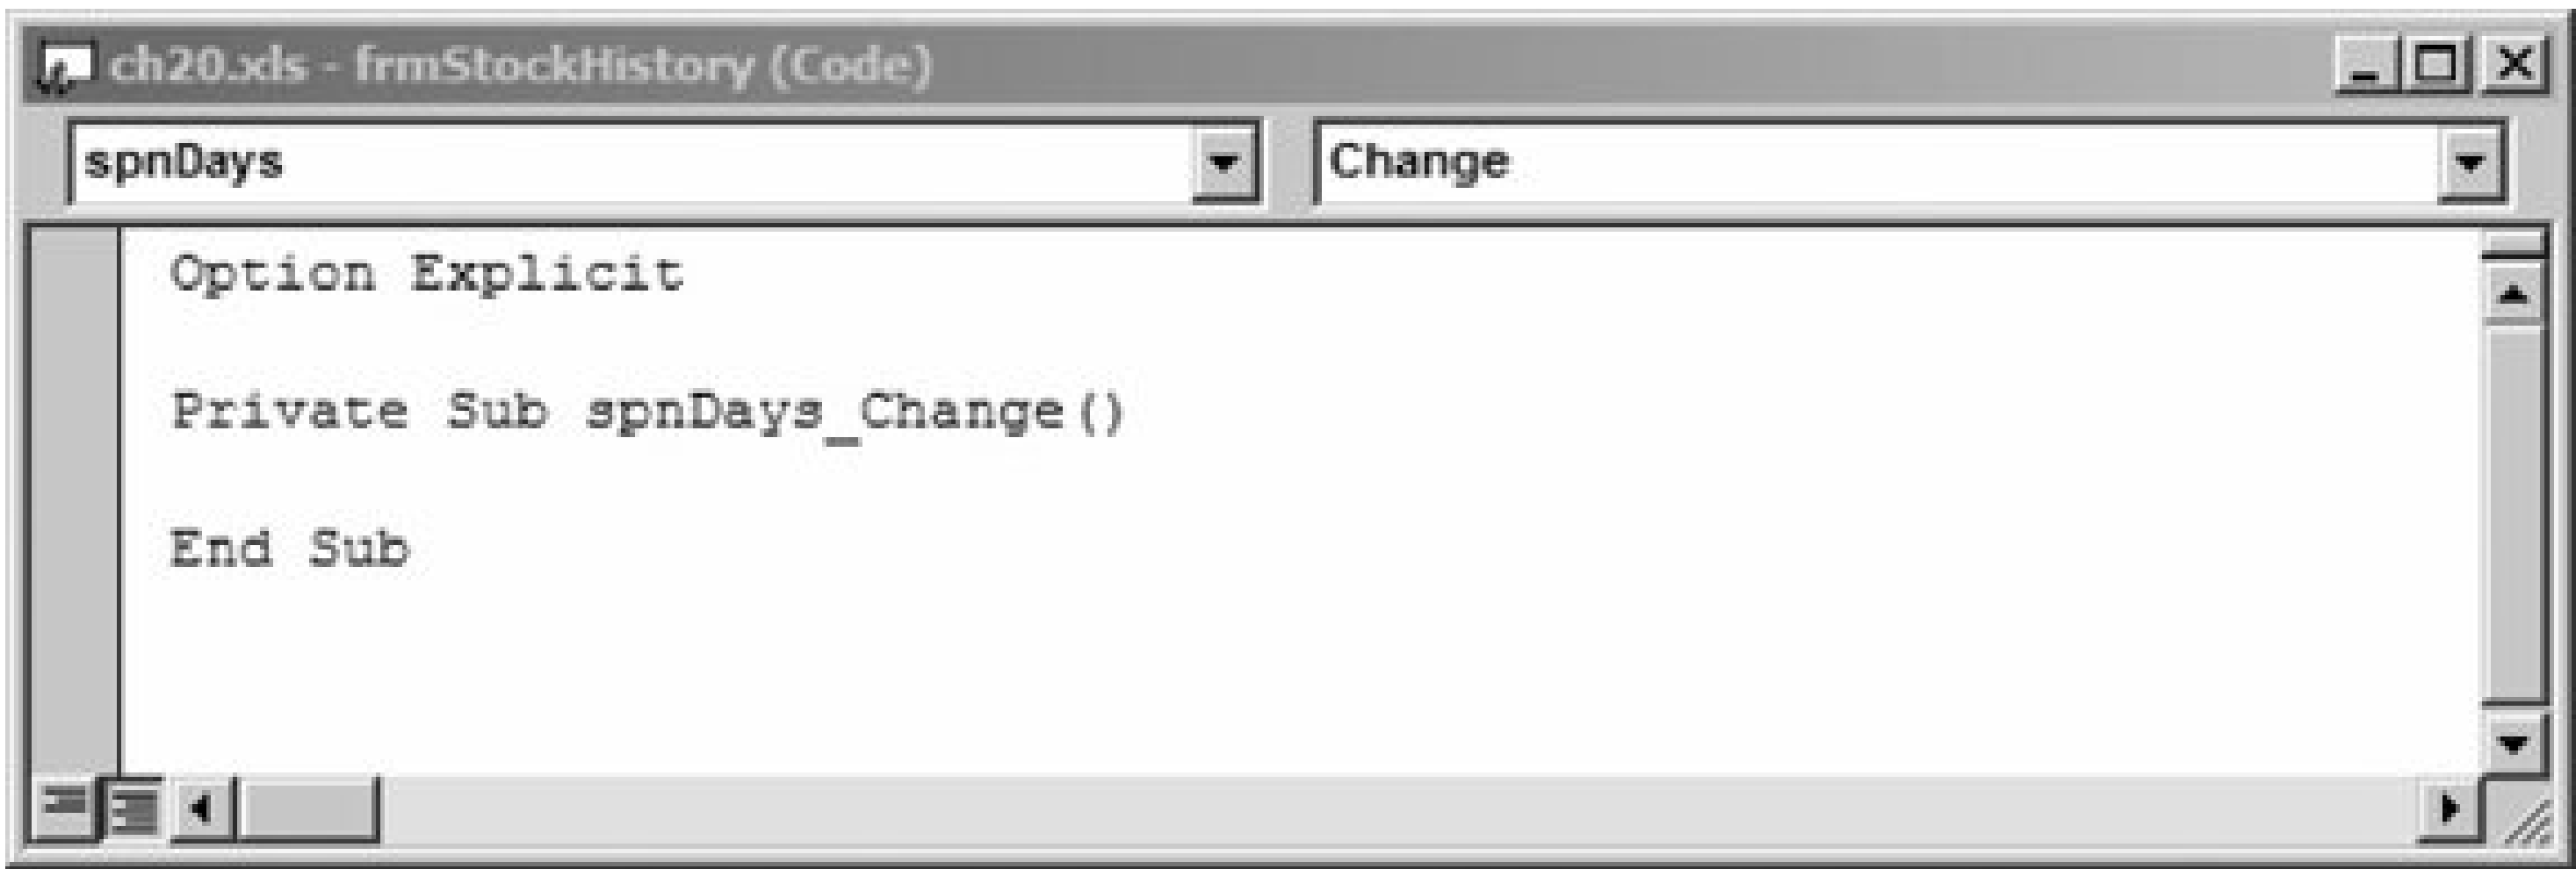 ch20.xls - frmStockHistory (Code)
spnDays
Change
Option Explicit
Private Sub spnDays_Change()
End Sub